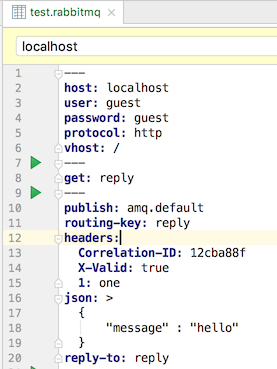 test.rabbitmq
localhost
1 ---
2 host: localhost
3 user: guest
4 password: guest
5 protocol: http
6 vhost: /
7 ---
8 get: reply
9 ---
10 publish: amq.default
11 routing-key: reply
12 headers:
13 Correlation-ID: 12cba88f
14 X-Valid: true
15 1: one
16 json: >
17 {
18 "message" : "hello"
19 }
20 reply-to: reply